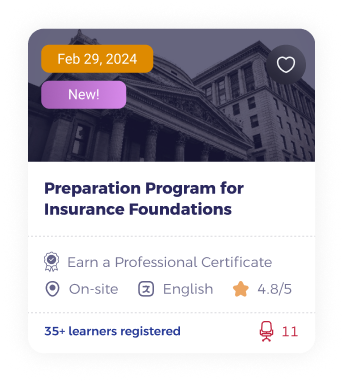 Feb 29, 2024
New!
Preparation Program for
Insurance Foundations
Earn a Professional Certificate
On-site
English
4.8/5
35+ learners registered
11